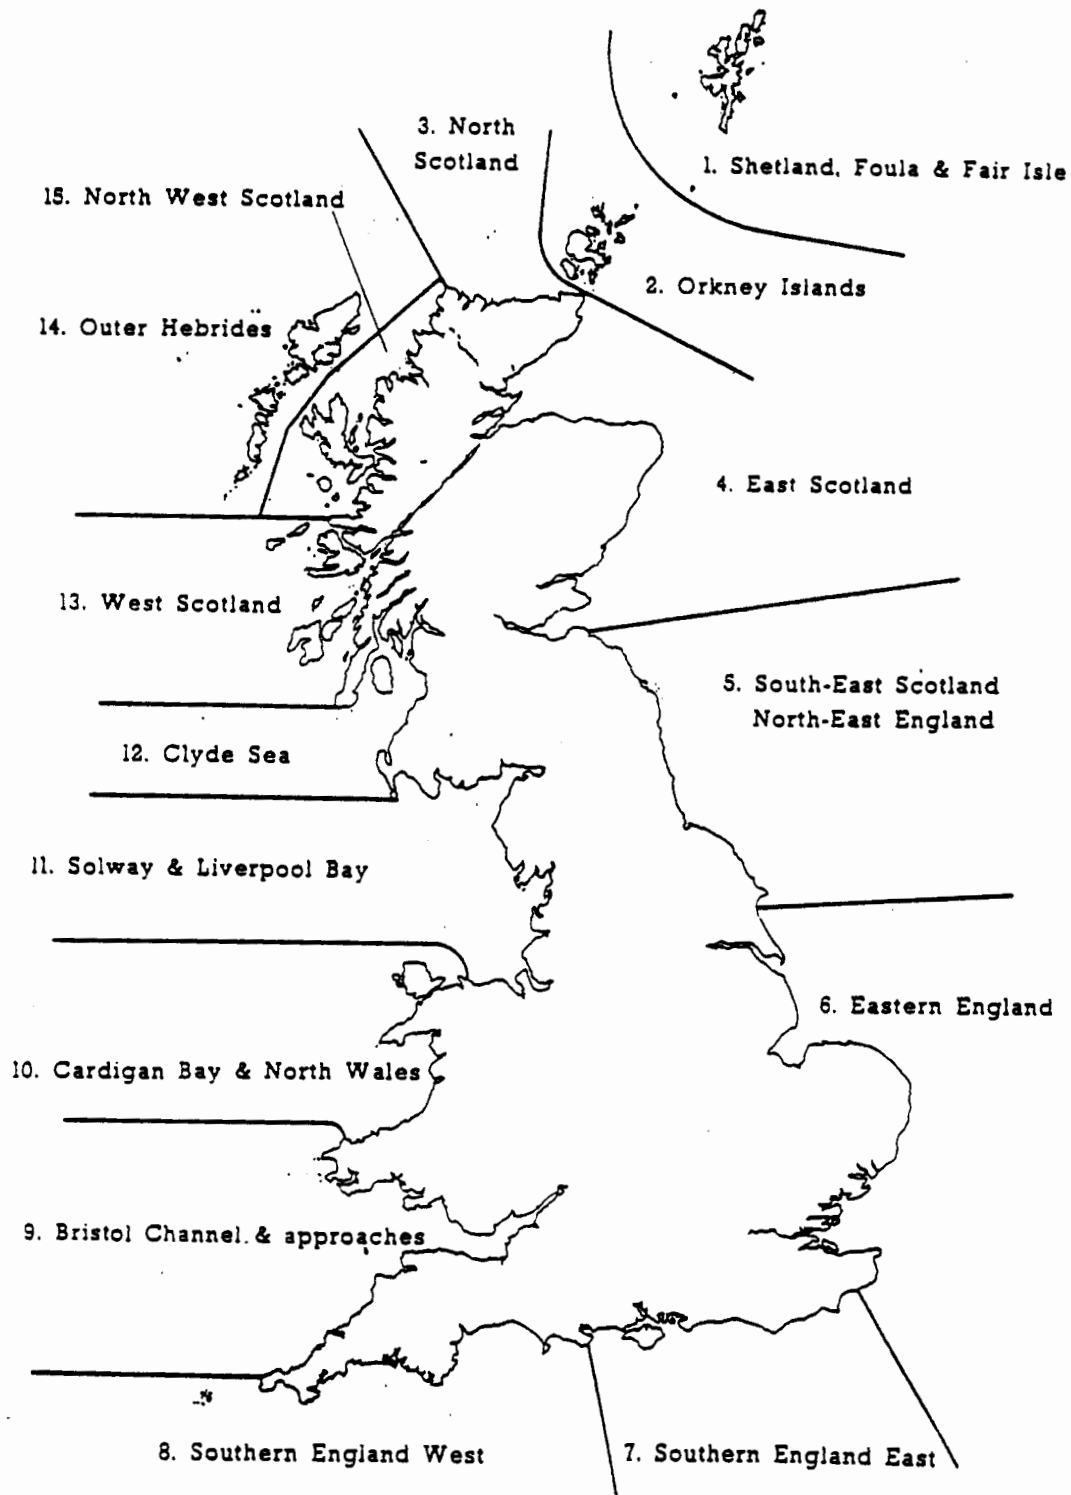 3. North
Scotland
1. Shetland, Foula & Fair Isle
15. North West Scotland
2. Orkney Islands
14. Outer Hebrides
4. East Scotland
13. West Scotland
5. South-East Scotland
North-East England
12. Clyde Sea
11. Solway & Liverpool Bay
6. Eastern England
10. Cardigan Bay & North Wales
9. Bristol Channel & approaches
8. Southern England West
7. Southern England East